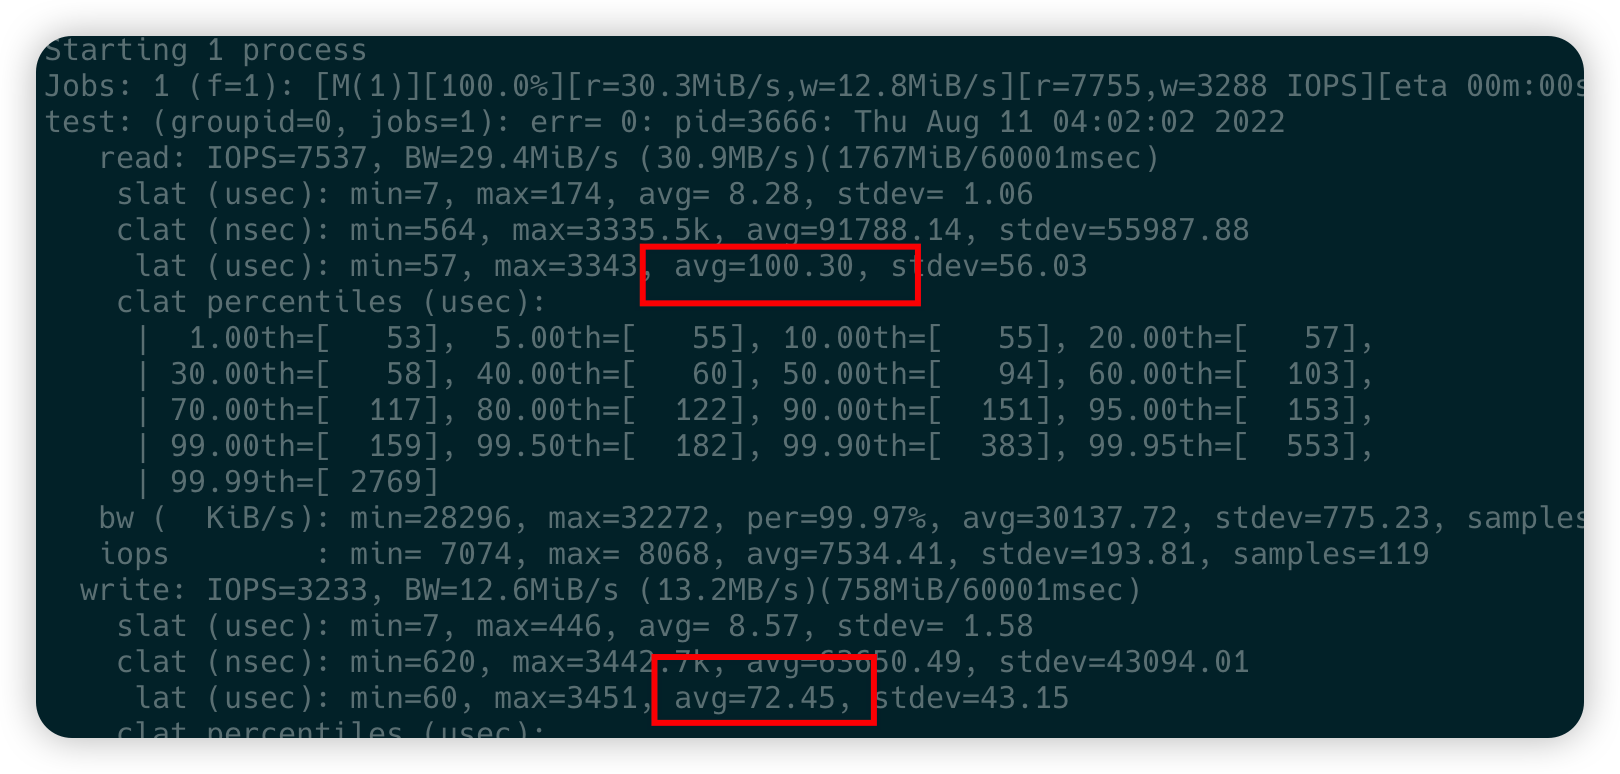 Starting 1 process
Jobs: 1 (f=1): [M(1)][100.0%][r=30.3MiB/s,w=12.8MiB/s][r=7755,w=3288 IOPS][eta 00m:00s
test: (groupid=0, jobs=1): err= 0: pid=3666: Thu Aug 11 04:02:02 2022
   read: IOPS=7537, BW=29.4MiB/s (30.9MB/s)(1767MiB/60001msec)
    slat (usec): min=7, max=174, avg= 8.28, stdev= 1.06
    clat (nsec): min=564, max=3335.5k, avg=91788.14, stdev=55987.88
     lat (usec): min=57, max=3343, avg=100.30, stdev=56.03
    clat percentiles (usec):
     |  1.00th=[   53],  5.00th=[   55], 10.00th=[   55], 20.00th=[   57],
     | 30.00th=[   58], 40.00th=[   60], 50.00th=[   94], 60.00th=[  103],
     | 70.00th=[  117], 80.00th=[  122], 90.00th=[  151], 95.00th=[  153],
     | 99.00th=[  159], 99.50th=[  182], 99.90th=[  383], 99.95th=[  553],
     | 99.99th=[ 2769]
   bw (  KiB/s): min=28296, max=32272, per=99.97%, avg=30137.72, stdev=775.23, samples
   iops        : min= 7074, max= 8068, avg=7534.41, stdev=193.81, samples=119
  write: IOPS=3233, BW=12.6MiB/s (13.2MB/s)(758MiB/60001msec)
    slat (usec): min=7, max=446, avg= 8.57, stdev= 1.58
    clat (nsec): min=620, max=3442.7k, avg=63650.49, stdev=43094.01
     lat (usec): min=60, max=3451, avg=72.45, stdev=43.15
    clat percentiles (usec):